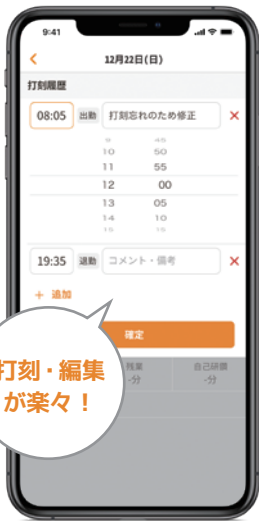 9:41
12月22日(日)
打刻履歴
08:05 出勤 打刻忘れのため修正
10 50
11 55
12 00
13 05
14 10
15 15
19:35 退勤 コメント・備考
+ 追加
確定
残業 自己研鑽
-分 -分
打刻・編集
が楽々！